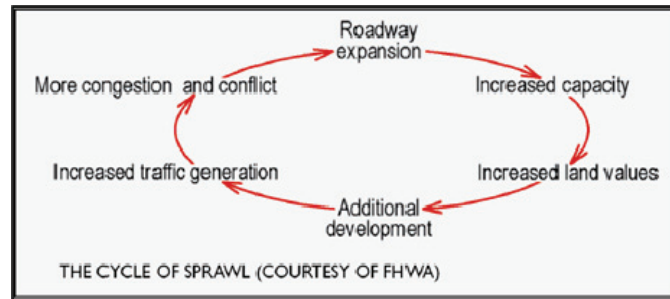 Roadway
expansion
More congestion and conflict
Increased capacity
Increased traffic generation
Increased land values
Additional
development
THE CYCLE OF SPRAWL (COURTESY OF FHWA)